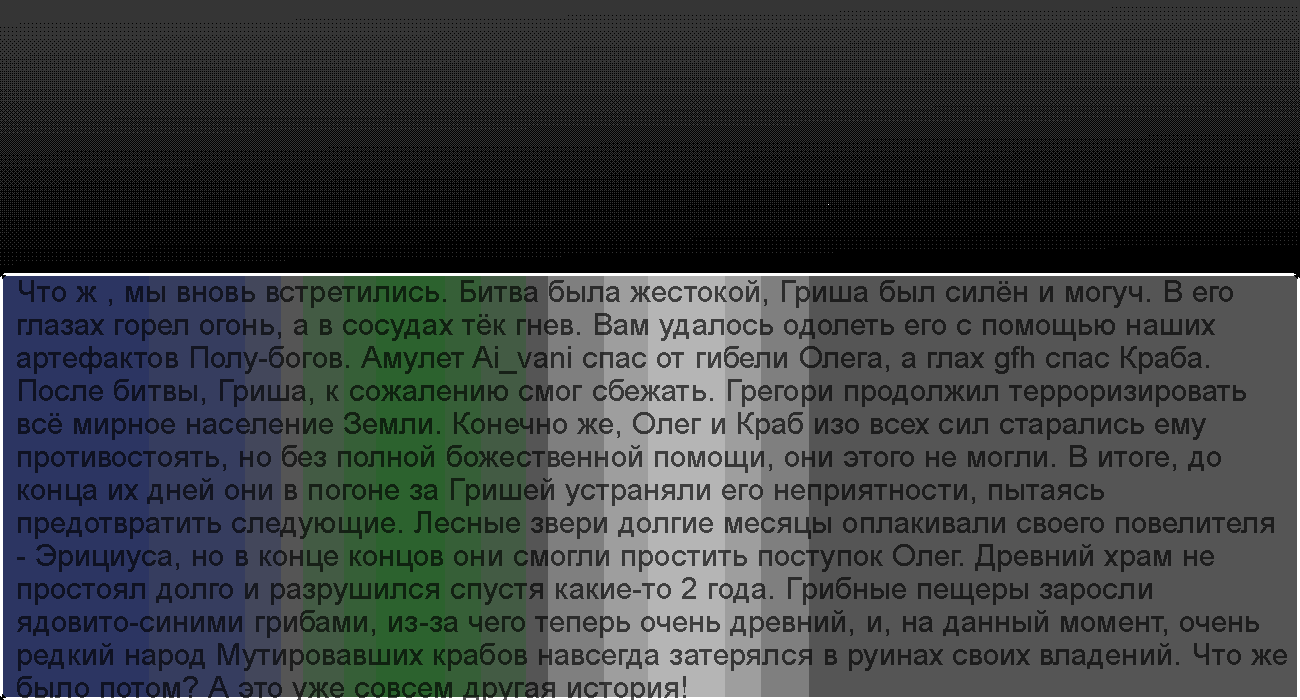 Что ж , мы вновь встретились. Битва была жестокой, Гриша был силён и могуч. В его
глазах горел огонь, а в сосудах тёк гнев. Вам удалось одолеть его с помощью наших
артефактов Полу-богов. Амулет Ai_vani спас от гибели Олега, а глах gfh спас Краба.
После битвы, Гриша, к сожалению смог сбежать. Грегори продолжил терроризировать
всё мирное население Земли. Конечно же, Олег и Краб изо всех сил старались ему
противостоять, но без полной божественной помощи, они этого не могли. В итоге, до
конца их дней они в погоне за Гришей устраняли его неприятности, пытаясь
предотвратить следующие. Лесные звери долгие месяцы оплакивали своего повелителя
- Эрициуса, но в конце концов они смогли простить поступок Олег. Древний храм не
простоял долго и разрушился спустя какие-то 2 года. Грибные пещеры заросли
ядовито-синими грибами, из-за чего теперь очень древний, и, на данный момент, очень
редкий народ Мутировавших крабов навсегда затерялся в руинах своих владений. Что же
было потом? А это уже совсем другая история!